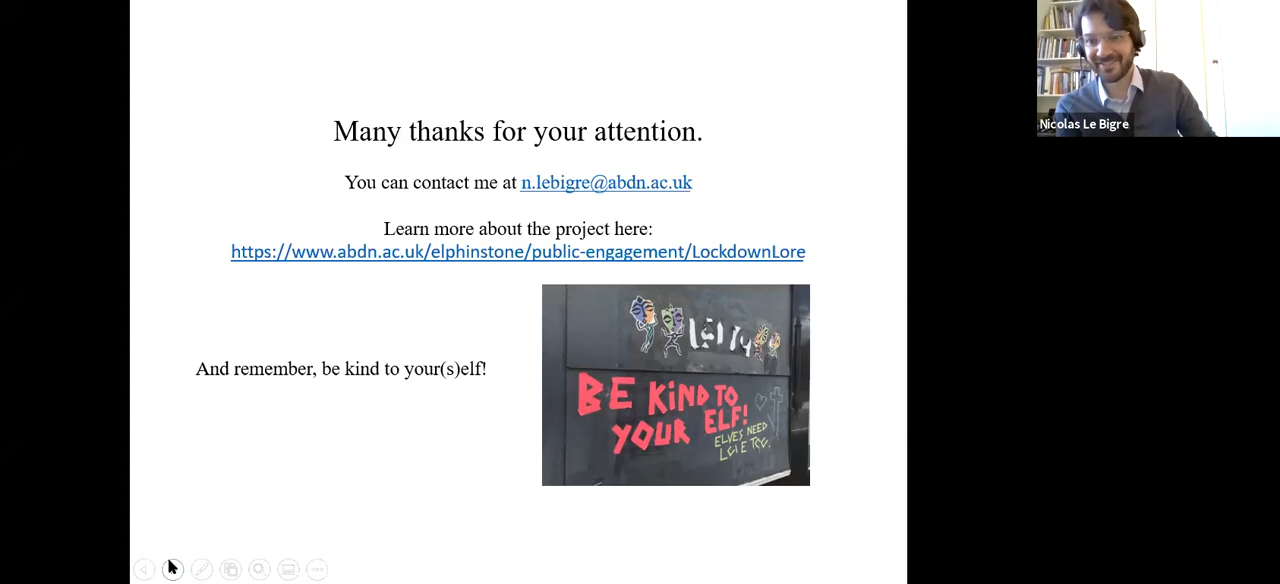 Many thanks for your attention.
You can contact me at n.lebigre@abdn.ac.uk
Learn more about the project here:
https://www.abdn.ac.uk/elphinstone/public-engagement/LockdownLore
And remember, be kind to your(s)elf!
BE KiND TO
YOUR ELF!
ELVES NEED
Nicolas Le Bigre